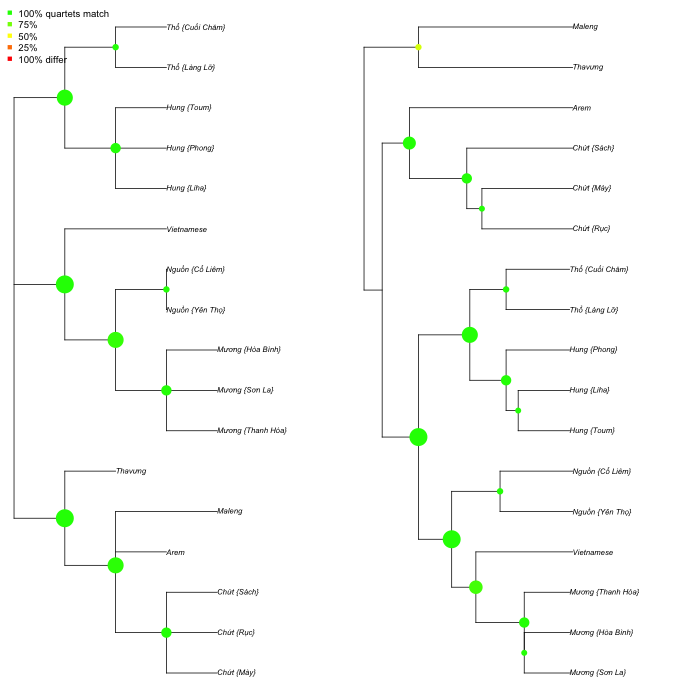 100% quartets match
75%
50%
25%
100% differ
Thổ {Cuối Chăm}
Thổ {Làng Lỡ}
Hung {Toum}
Hung {Phong}
Hung {Liha}
Vietnamese
Nguồn {Cổ Liêm}
Nguồn {Yên Thọ}
Mương {Hòa Bình}
Mương {Sơn La}
Mương {Thanh Hóa}
Thavưng
Maleng
Arem
Chứt {Sách}
Chứt {Rục}
Chứt {Mày}
Maleng
Thavưng
Arem
Chứt {Sách}
Chứt {Mày}
Chứt {Rục}
Thổ {Cuối Chăm}
Thổ {Làng Lỡ}
Hung {Phong}
Hung {Liha}
Hung {Toum}
Nguồn {Cổ Liêm}
Nguồn {Yên Thọ}
Vietnamese
Mương {Thanh Hóa}
Mương {Hòa Bình}
Mương {Sơn La}